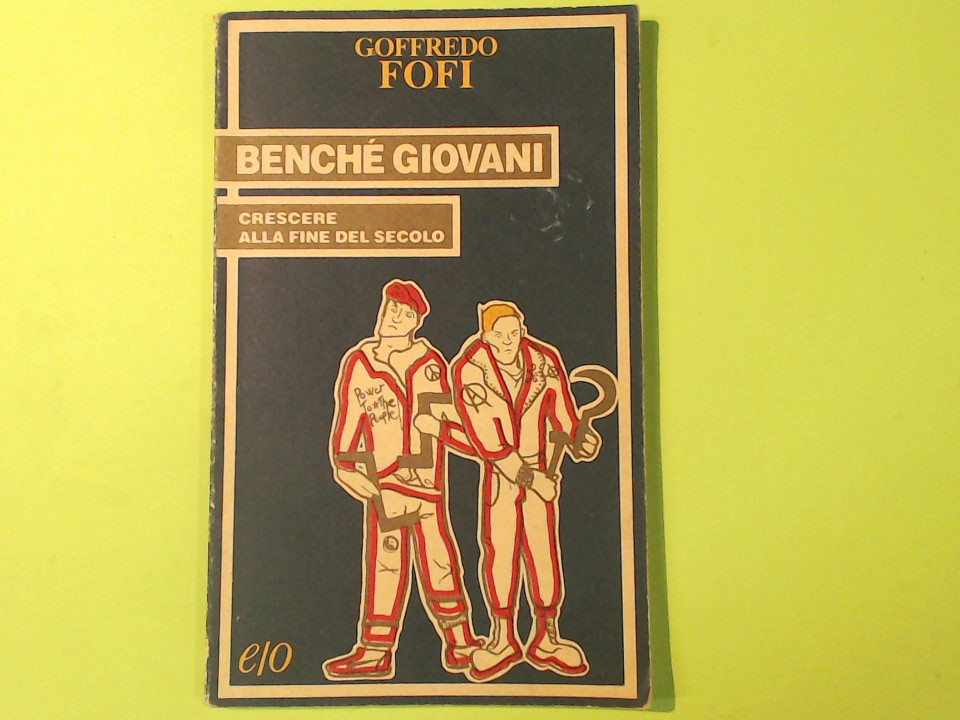 GOFFREDO
FOFI
BENCHÉ GIOVANI
CRESCERE
ALLA FINE DEL SECOLO
Power
To The
People
e/o